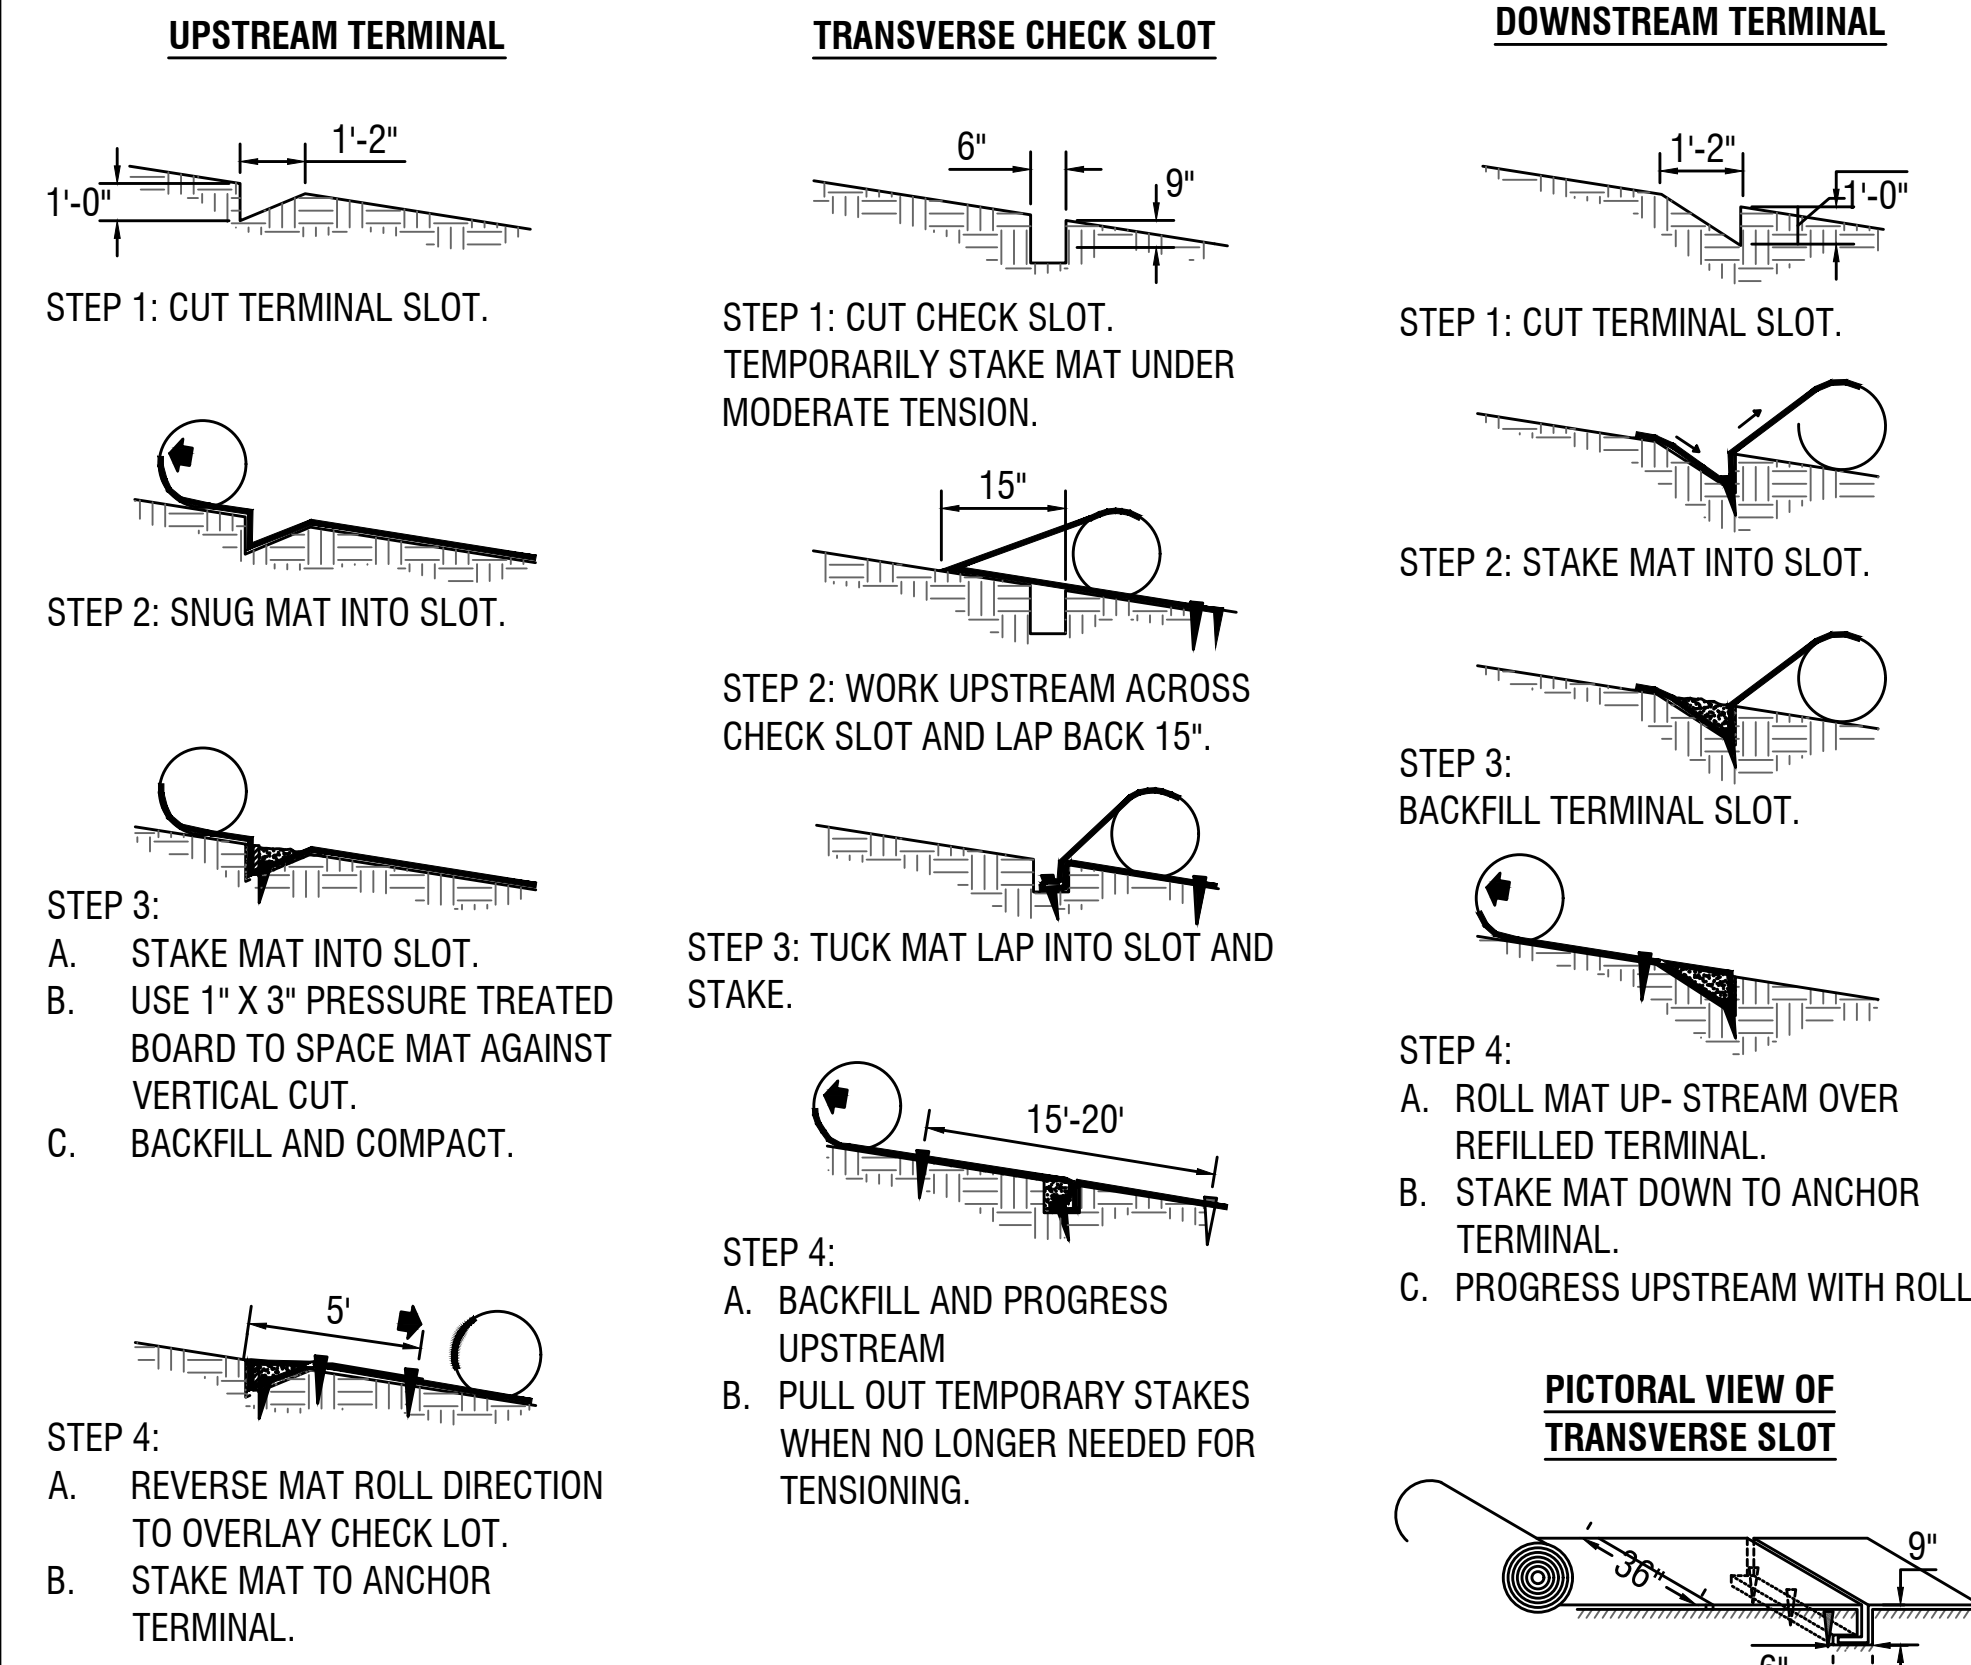 UPSTREAM TERMINAL
1'-2"
1'-0"
STEP 1: CUT TERMINAL SLOT.
STEP 2: SNUG MAT INTO SLOT.
STEP 3:
A. STAKE MAT INTO SLOT.
B. USE 1" X 3" PRESSURE TREATED
BOARD TO SPACE MAT AGAINST
VERTICAL CUT.
C. BACKFILL AND COMPACT.
5'
STEP 4:
A. REVERSE MAT ROLL DIRECTION
TO OVERLAY CHECK LOT.
B. STAKE MAT TO ANCHOR
TERMINAL.
TRANSVERSE CHECK SLOT
6"
9"
STEP 1: CUT CHECK SLOT.
TEMPORARILY STAKE MAT UNDER
MODERATE TENSION.
15"
STEP 2: WORK UPSTREAM ACROSS
CHECK SLOT AND LAP BACK 15".
STEP 3: TUCK MAT LAP INTO SLOT AND
STAKE.
15'-20'
STEP 4:
A. BACKFILL AND PROGRESS
UPSTREAM
B. PULL OUT TEMPORARY STAKES
WHEN NO LONGER NEEDED FOR
TENSIONING.
DOWNSTREAM TERMINAL
1'-2"
1'-0"
STEP 1: CUT TERMINAL SLOT.
STEP 2: STAKE MAT INTO SLOT.
STEP 3:
BACKFILL TERMINAL SLOT.
STEP 4:
A. ROLL MAT UP- STREAM OVER
REFILLED TERMINAL.
B. STAKE MAT DOWN TO ANCHOR
TERMINAL.
C. PROGRESS UPSTREAM WITH ROLL
PICTORAL VIEW OF
TRANSVERSE SLOT
9"
36"
6"